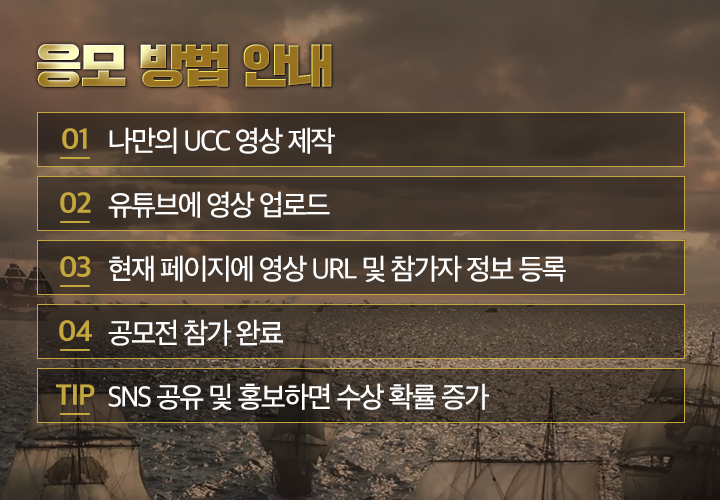 응모 방법 안내
01 나만의 UCC 영상 제작
02 유튜브에 영상 업로드
03 현재 페이지에 영상 URL 및 참가자 정보 등록
04 공모전 참가 완료
TIP SNS 공유 및 홍보하면 수상 확률 증가